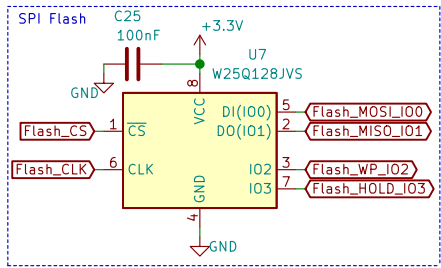 SPI Flash
C25
100nF
+3.3V
GND
U7
W25Q128JVS
8
VCC
Flash_CS
1
CS
DI(IO0)
5
Flash_MOSI_IO0
DO(IO1)
2
Flash_MISO_IO1
Flash_CLK
6
CLK
IO2
3
Flash_WP_IO2
IO3
7
Flash_HOLD_IO3
GND
4
GND